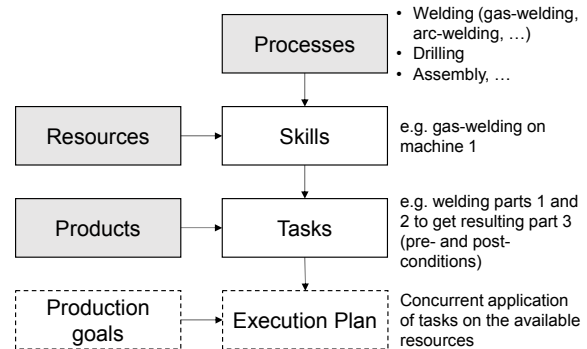 Processes
• Welding (gas-welding,
arc-welding, …)
• Drilling
• Assembly, …
Resources
Skills
e.g. gas-welding on
machine 1
Products
Tasks
e.g. welding parts 1 and
2 to get resulting part 3
(pre- and post-
conditions)
Production
goals
Execution Plan
Concurrent application
of tasks on the available
resources